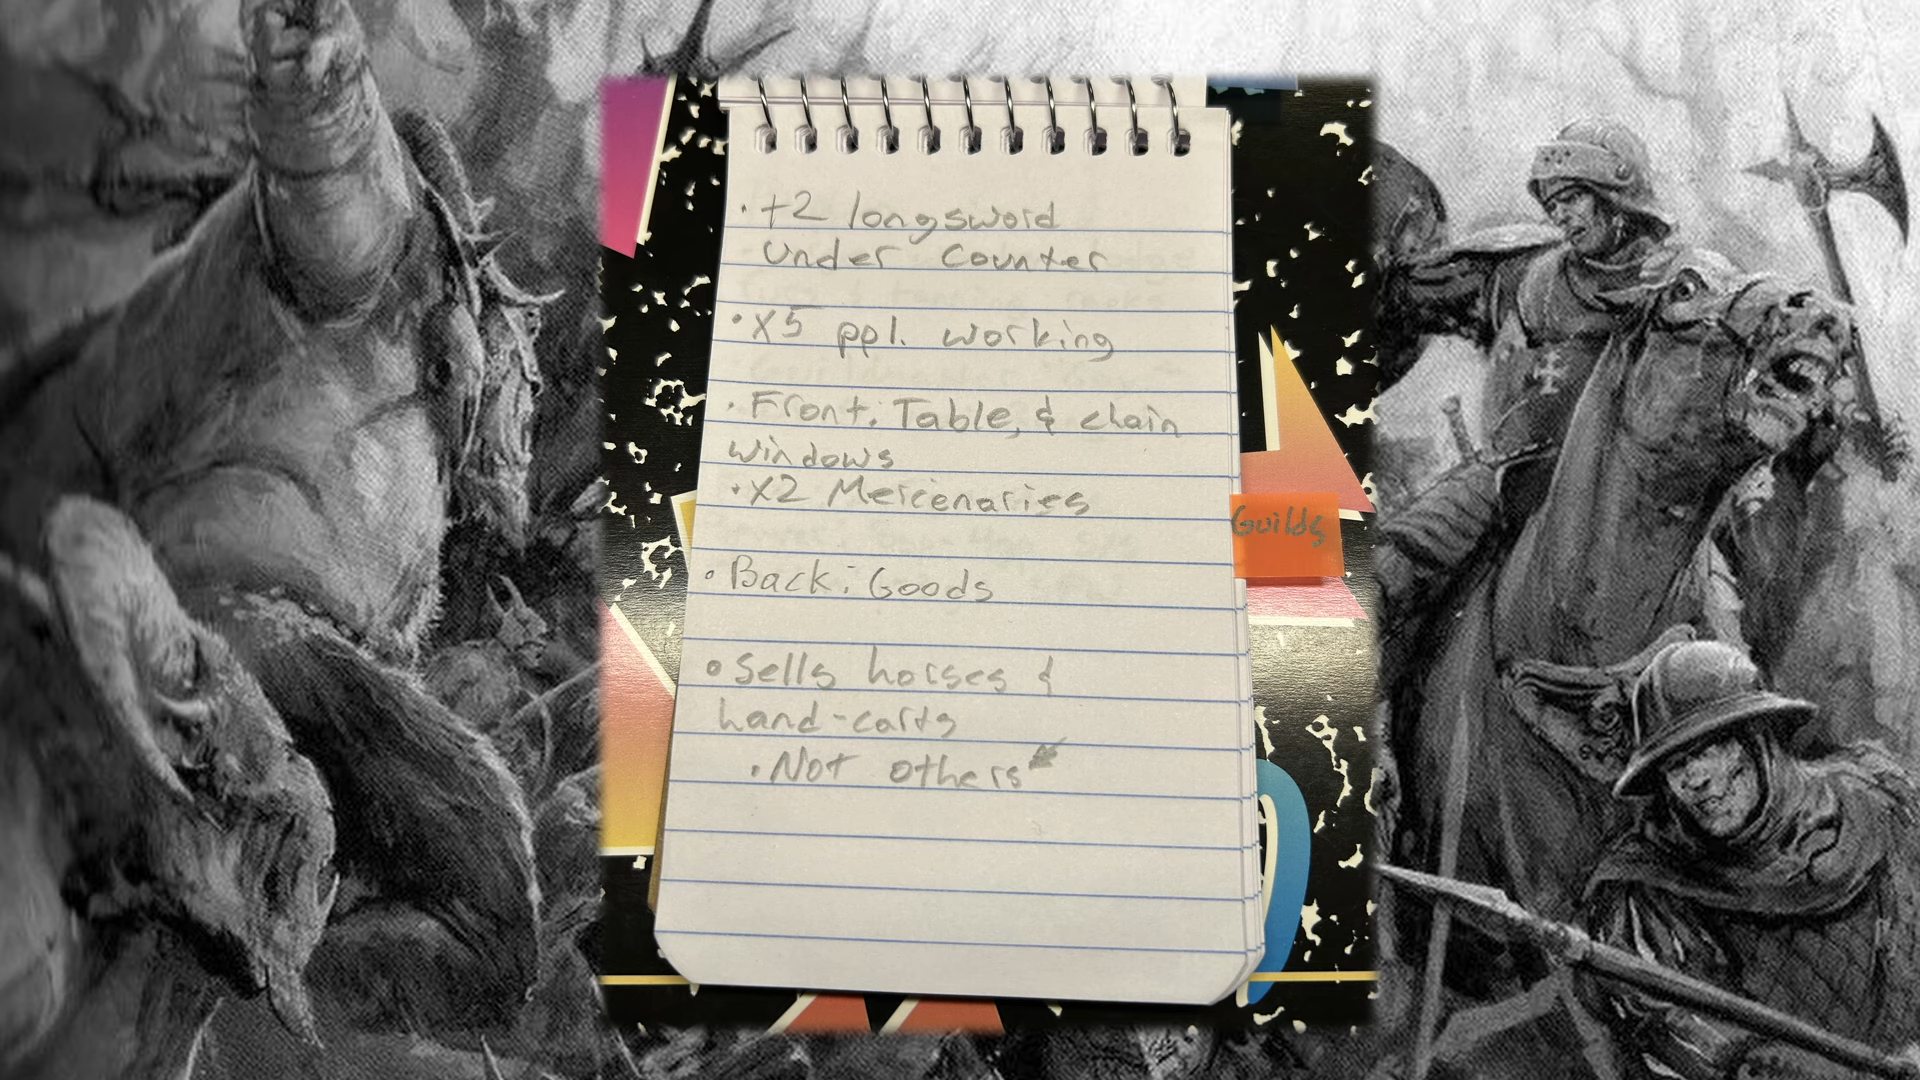 · +2 longsword
Under Counter
· x5 ppl. working
· Front: Table, & chain
windows
· x2 Mercenaries
· Back: Goods
· Sells horses &
hand-carts
· Not others
Guilds